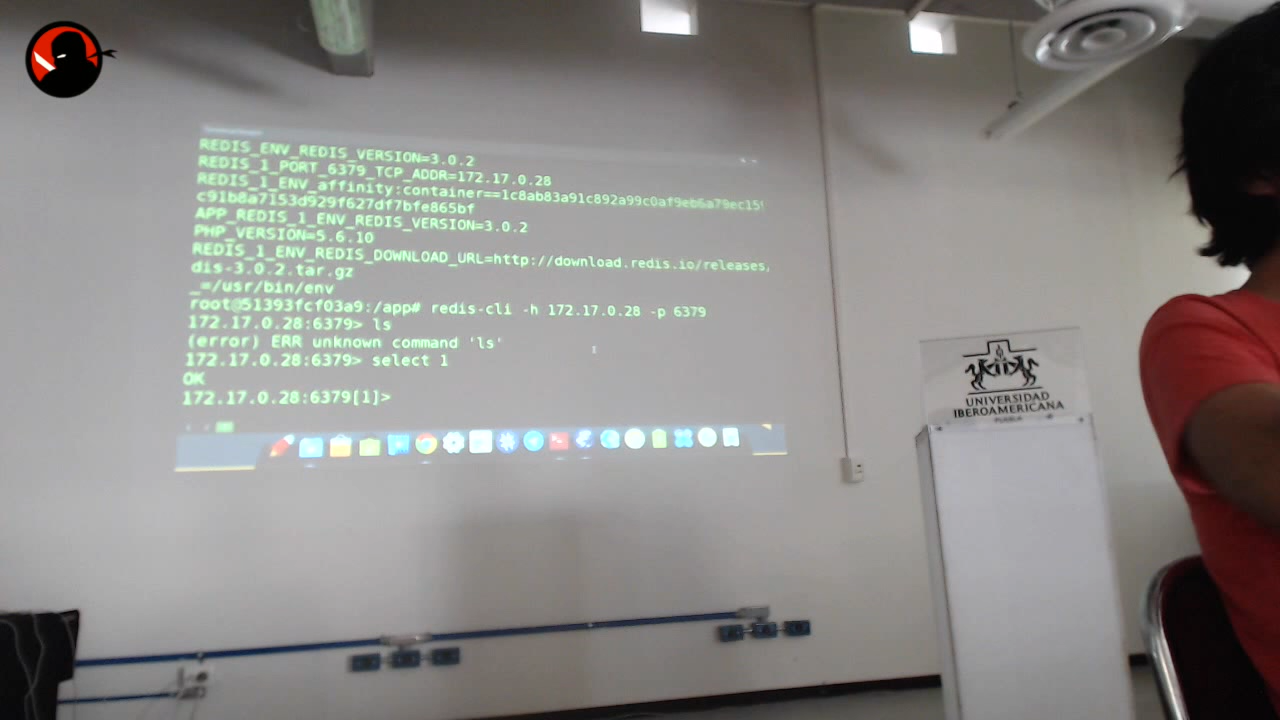 REDIS_ENV_REDIS_VERSION=3.0.2
REDIS_1_PORT_6379_TCP_ADDR=172.17.0.28
REDIS_1_ENV_affinity:container==1c8ab83a91c892a99c0af9eb6a79ec15
c91b8a7153d929f627df7bfe865bf
APP_REDIS_1_ENV_REDIS_VERSION=3.0.2
PHP_VERSION=5.6.10
REDIS_1_ENV_REDIS_DOWNLOAD_URL=http://download.redis.io/releases/
dis-3.0.2.tar.gz
_=/usr/bin/env
root@51393fcf03a9:/app# redis-cli -h 172.17.0.28 -p 6379
172.17.0.28:6379> ls
(error) ERR unknown command 'ls'
172.17.0.28:6379> select 1
OK
172.17.0.28:6379[1]>
UNIVERSIDAD
IBEROAMERICANA
PUEBLA